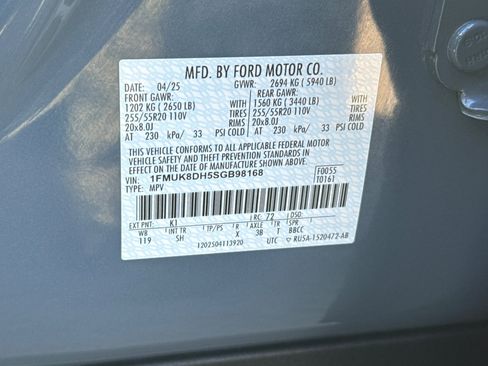 MFD. BY FORD MOTOR CO.
DATE: 04/25 GVWR: 2694 KG ( 5940 LB)
FRONT GAWR: REAR GAWR:
1202 KG ( 2650 LB) 1560 KG ( 3440 LB)
255/55R20 110V TIRES 255/55R20 110V
20x8.0J RIMS 20x8.0J
AT 230 kPa/ 33 PSI COLD AT 230 kPa/ 33 PSI COLD
THIS VEHICLE CONFORMS TO ALL APPLICABLE FEDERAL MOTOR
VEHICLE SAFETY AND BUMPER AND THEFT PREVENTION STANDARDS IN
EFFECT ON THE DATE OF MANUFACTURE SHOWN ABOVE.
VIN: 1FMUK8DH5SGB98168 F0055
TYPE: MPV T0161
EXT PNT: K1 RC: 72 DSO:
WB INT TR TP/PS R AXLE TR SPR
119 SH X 3B T BBCC
1202504113920 UTC RU5A-1520472-AB